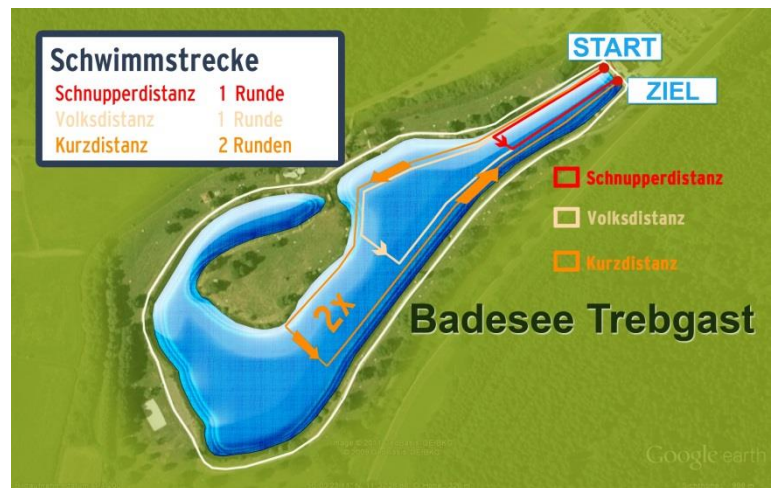 Schwimmstrecke
Schnupperdistanz 1 Runde
Volksdistanz 1 Runde
Kurzdistanz 2 Runden
START
ZIEL
Schnupperdistanz
Volksdistanz
Kurzdistanz
2x
Badesee Trebgast
Google earth